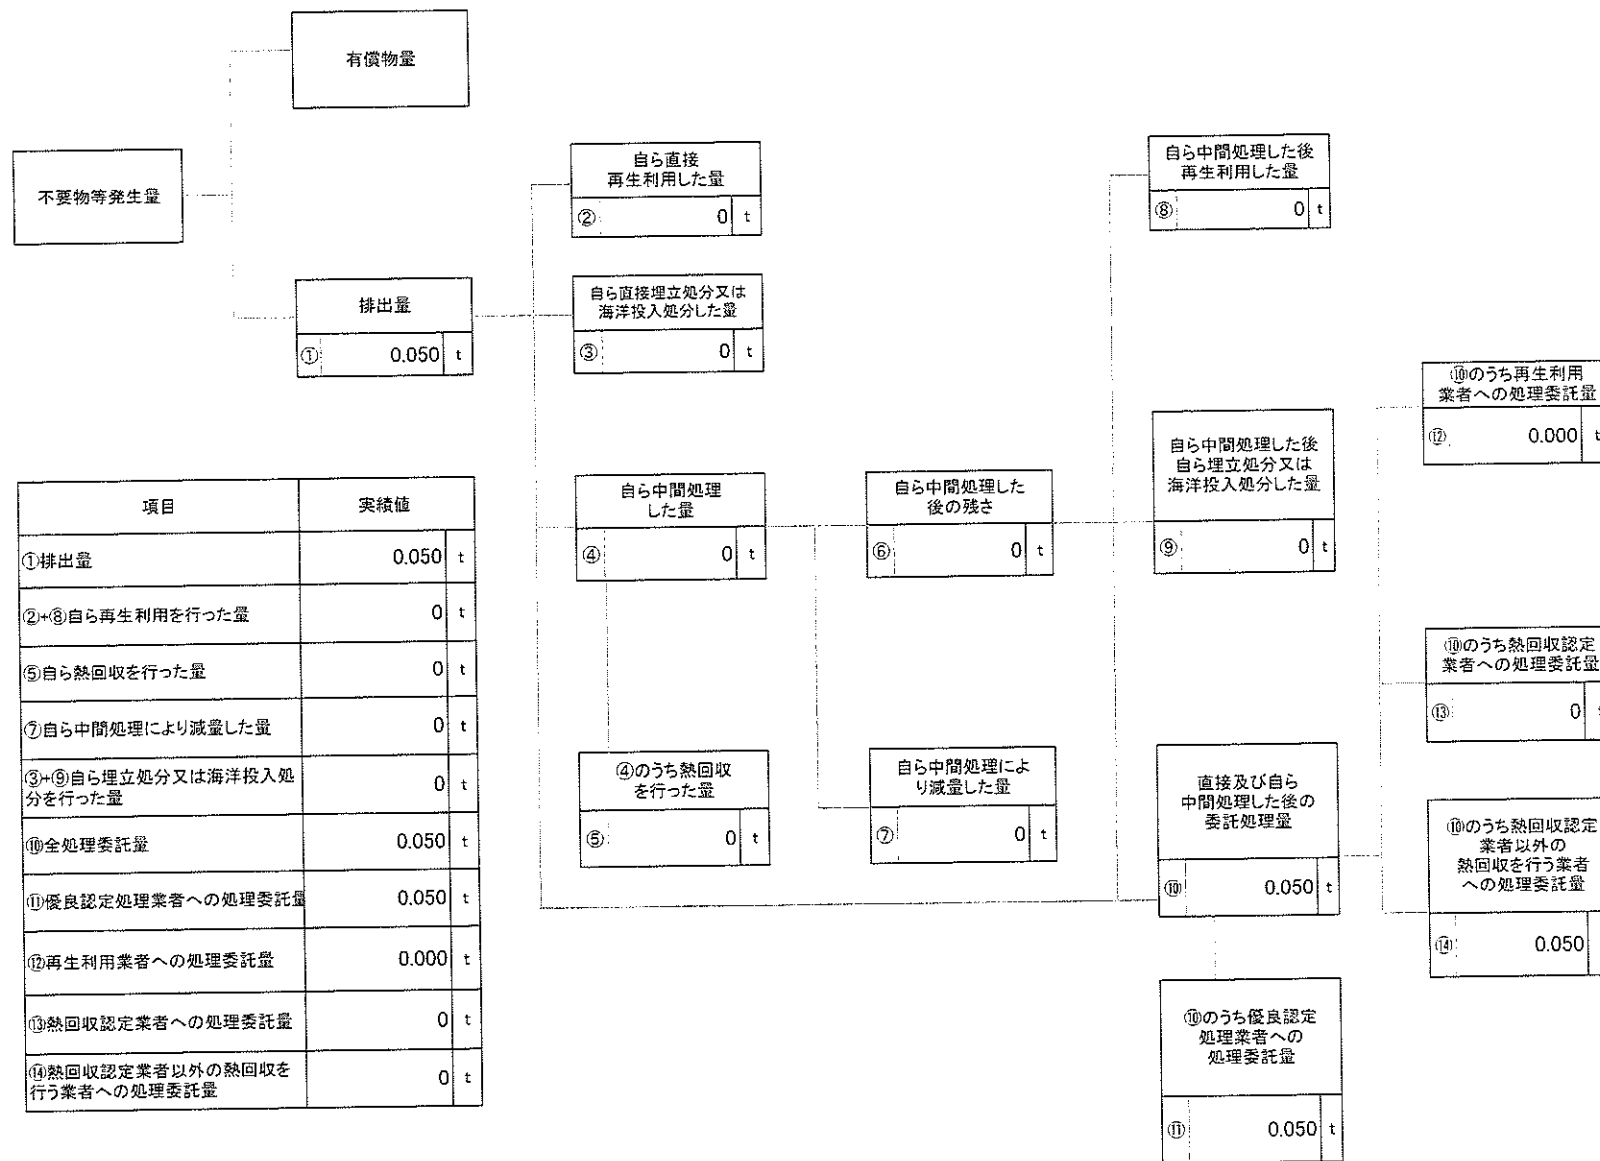 有償物量
不要物等発生量
自ら直接
再生利用した量
② 0 t
自ら中間処理した後
再生利用した量
⑧ 0 t
排出量
① 0.050 t
自ら直接埋立処分又は
海洋投入処分した量
③ 0 t
⑩のうち再生利用
業者への処理委託量
⑫ 0.000 t
自ら中間処理した後
自ら埋立処分又は
海洋投入処分した量
⑨ 0 t
自ら中間処理
した量
④ 0 t
自ら中間処理した
後の残さ
⑥ 0 t
⑩のうち熱回収認定
業者への処理委託量
⑬ 0
④のうち熱回収
を行った量
⑤ 0 t
自ら中間処理によ
り減量した量
⑦ 0 t
直接及び自ら
中間処理した後の
委託処理量
⑩ 0.050 t
⑩のうち熱回収認定
業者以外の
熱回収を行う業者
への処理委託量
⑭ 0.050
⑩のうち優良認定
処理業者への
処理委託量
⑪ 0.050 t
項目 実績値
①排出量 0.050 t
②+⑧自ら再生利用を行った量 0 t
⑤自ら熱回収を行った量 0 t
⑦自ら中間処理により減量した量 0 t
③+⑨自ら埋立処分又は海洋投入処
分を行った量 0 t
⑩全処理委託量 0.050 t
⑪優良認定処理業者への処理委託量 0.050 t
⑫再生利用業者への処理委託量 0.000 t
⑬熱回収認定業者への処理委託量 0 t
⑭熱回収認定業者以外の熱回収を
行う業者への処理委託量 0 t